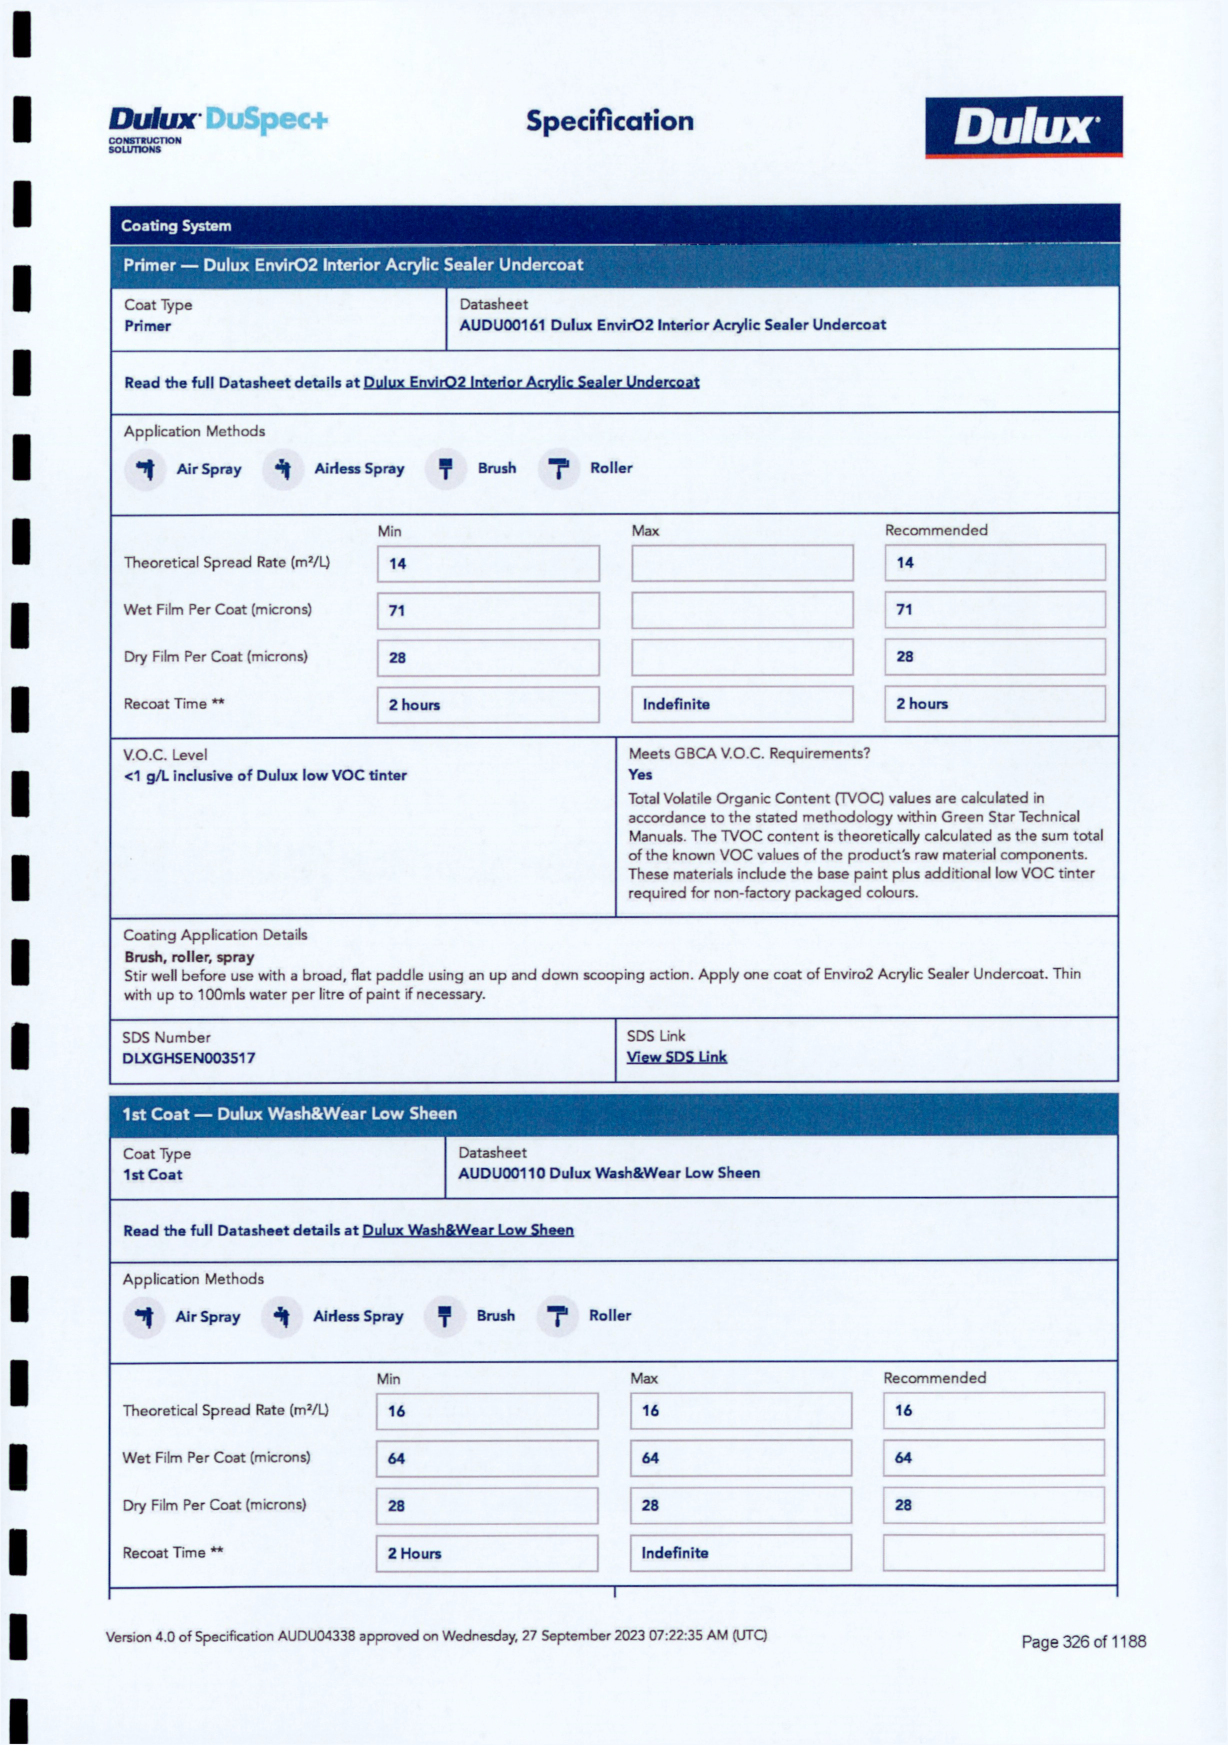 Dulux DuSpec+
CONSTRUCTION
SOLUTIONS
Specification
Dulux
Coating System
Primer — Dulux EnvirO2 Interior Acrylic Sealer Undercoat
Coat Type
Primer
Datasheet
AUDU00161 Dulux EnvirO2 Interior Acrylic Sealer Undercoat
Read the full Datasheet details at Dulux EnvirO2 Interior Acrylic Sealer Undercoat
Application Methods
Air Spray Airless Spray Brush Roller
Min Max Recommended
Theoretical Spread Rate (m²/L) 14 14
Wet Film Per Coat (microns) 71 71
Dry Film Per Coat (microns) 28 28
Recoat Time ** 2 hours Indefinite 2 hours
V.O.C. Level
<1 g/L inclusive of Dulux low VOC tinter
Meets GBCA V.O.C. Requirements?
Yes
Total Volatile Organic Content (TVOC) values are calculated in
accordance to the stated methodology within Green Star Technical
Manuals. The TVOC content is theoretically calculated as the sum total
of the known VOC values of the product's raw material components.
These materials include the base paint plus additional low VOC tinter
required for non-factory packaged colours.
Coating Application Details
Brush, roller, spray
Stir well before use with a broad, flat paddle using an up and down scooping action. Apply one coat of Enviro2 Acrylic Sealer Undercoat. Thin
with up to 100mls water per litre of paint if necessary.
SDS Number
DLXGHSEN003517
SDS Link
View SDS Link
1st Coat — Dulux Wash&Wear Low Sheen
Coat Type
1st Coat
Datasheet
AUDU00110 Dulux Wash&Wear Low Sheen
Read the full Datasheet details at Dulux Wash&Wear Low Sheen
Application Methods
Air Spray Airless Spray Brush Roller
Min Max Recommended
Theoretical Spread Rate (m²/L) 16 16 16
Wet Film Per Coat (microns) 64 64 64
Dry Film Per Coat (microns) 28 28 28
Recoat Time ** 2 Hours Indefinite
Version 4.0 of Specification AUDU04338 approved on Wednesday, 27 September 2023 07:22:35 AM (UTC)
Page 326 of 1188